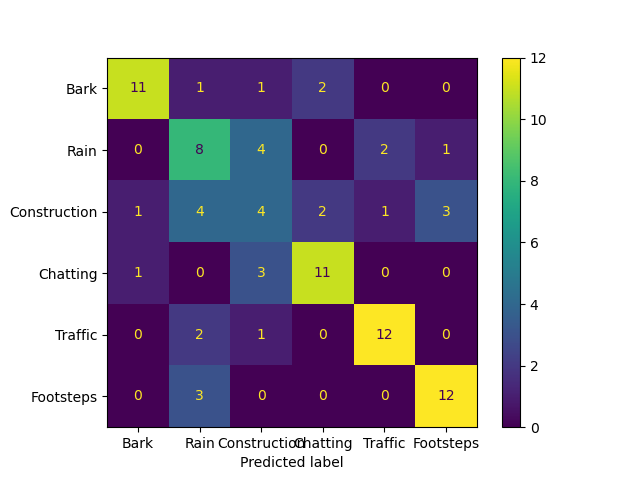 Bark 11 1 1 2 0 0
Rain 0 8 4 0 2 1
Construction 1 4 4 2 1 3
Chatting 1 0 3 11 0 0
Traffic 0 2 1 0 12 0
Footsteps 0 3 0 0 0 12
Bark Rain Construction Chatting Traffic Footsteps
Predicted label
12
10
8
6
4
2
0